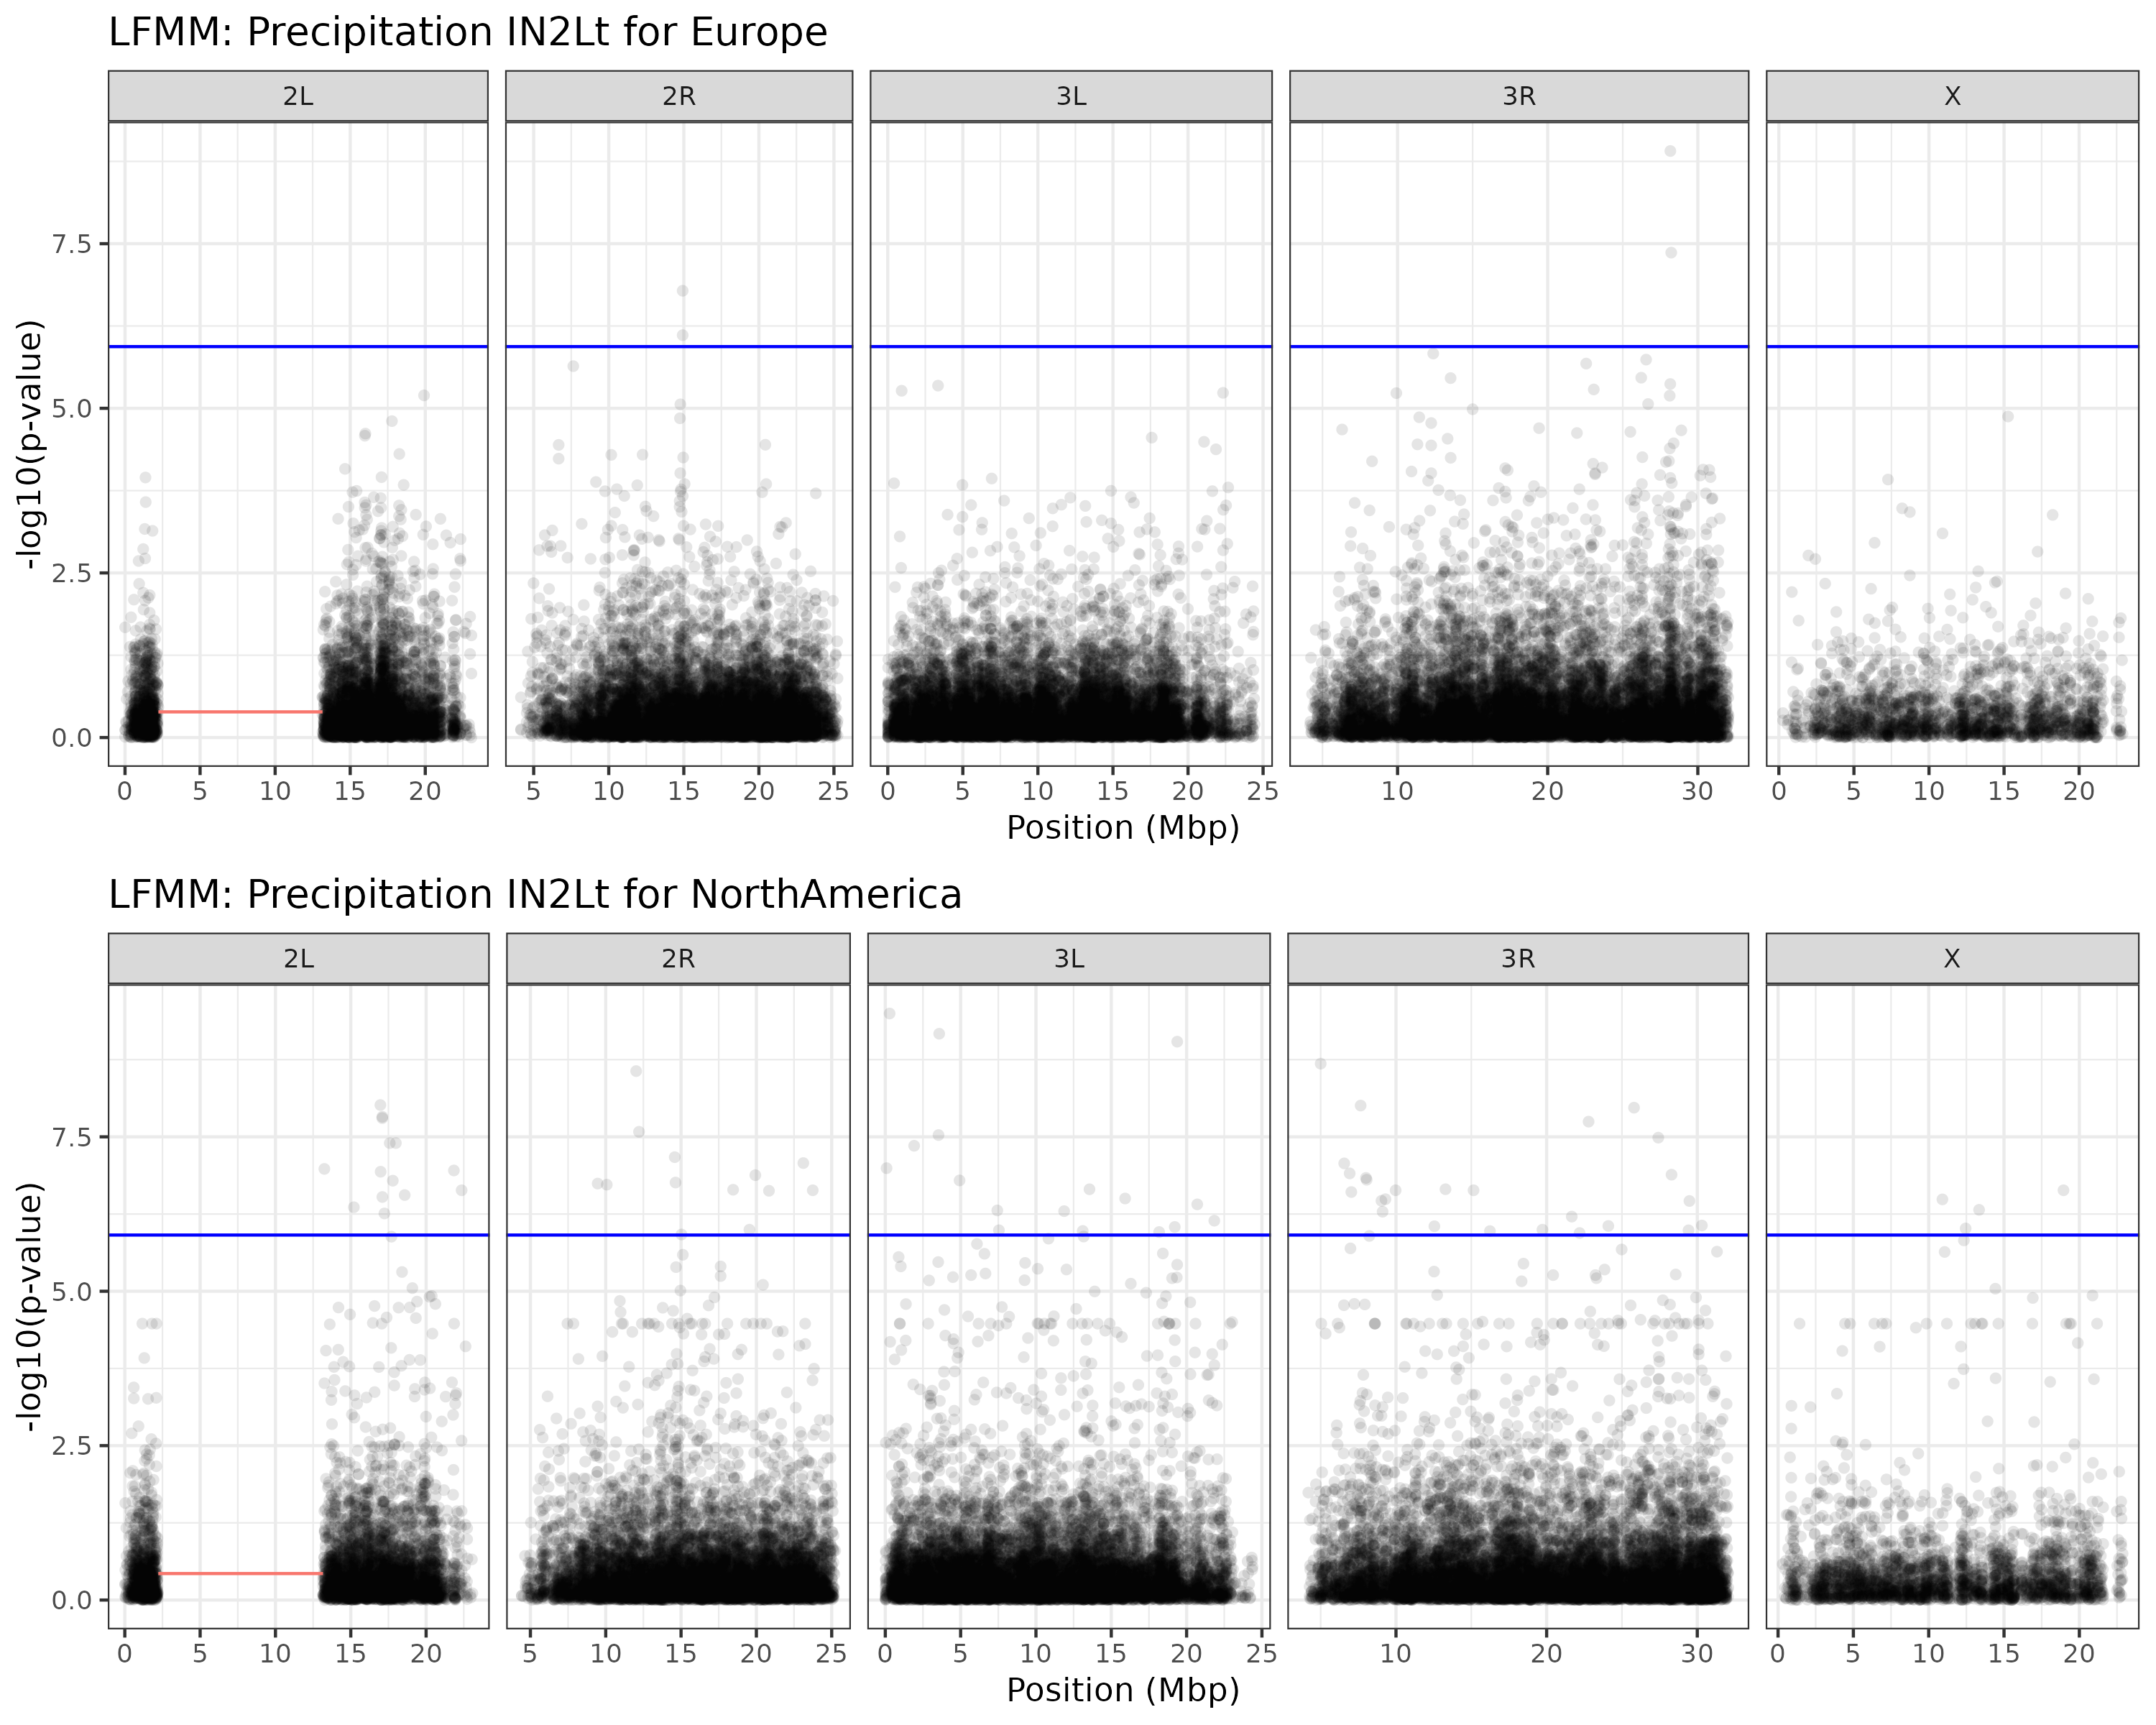 LFMM: Precipitation IN2Lt for Europe
2L 2R 3L 3R X
-log10(p-value)
7.5
5.0
2.5
0.0
0 5 10 15 20 5 10 15 20 25 0 5 10 15 20 25 10 20 30 0 5 10 15 20
Position (Mbp)
LFMM: Precipitation IN2Lt for NorthAmerica
2L 2R 3L 3R X
-log10(p-value)
7.5
5.0
2.5
0.0
0 5 10 15 20 5 10 15 20 25 0 5 10 15 20 25 10 20 30 0 5 10 15 20
Position (Mbp)